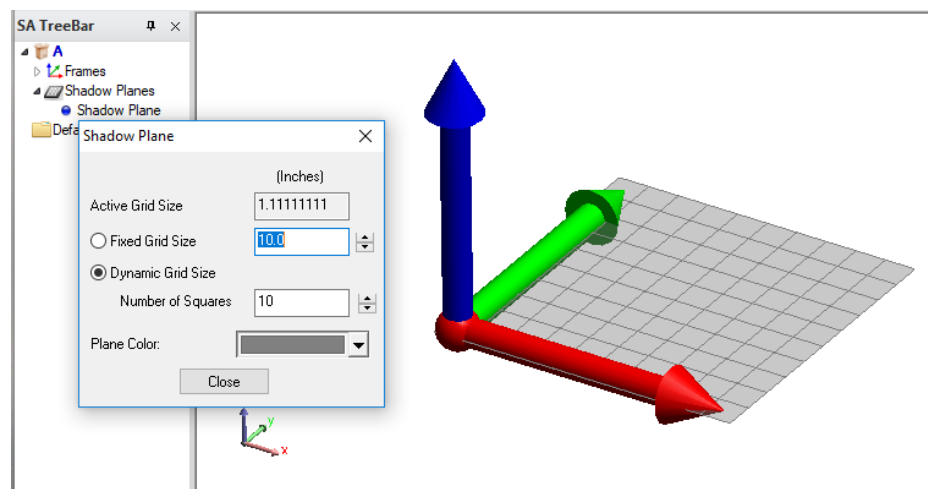 SA TreeBar
A
Frames
Shadow Planes
Shadow Plane
Shadow Plane
(Inches)
Active Grid Size 1.11111111
Fixed Grid Size 10.0
Dynamic Grid Size
Number of Squares 10
Plane Color:
Close
y
x